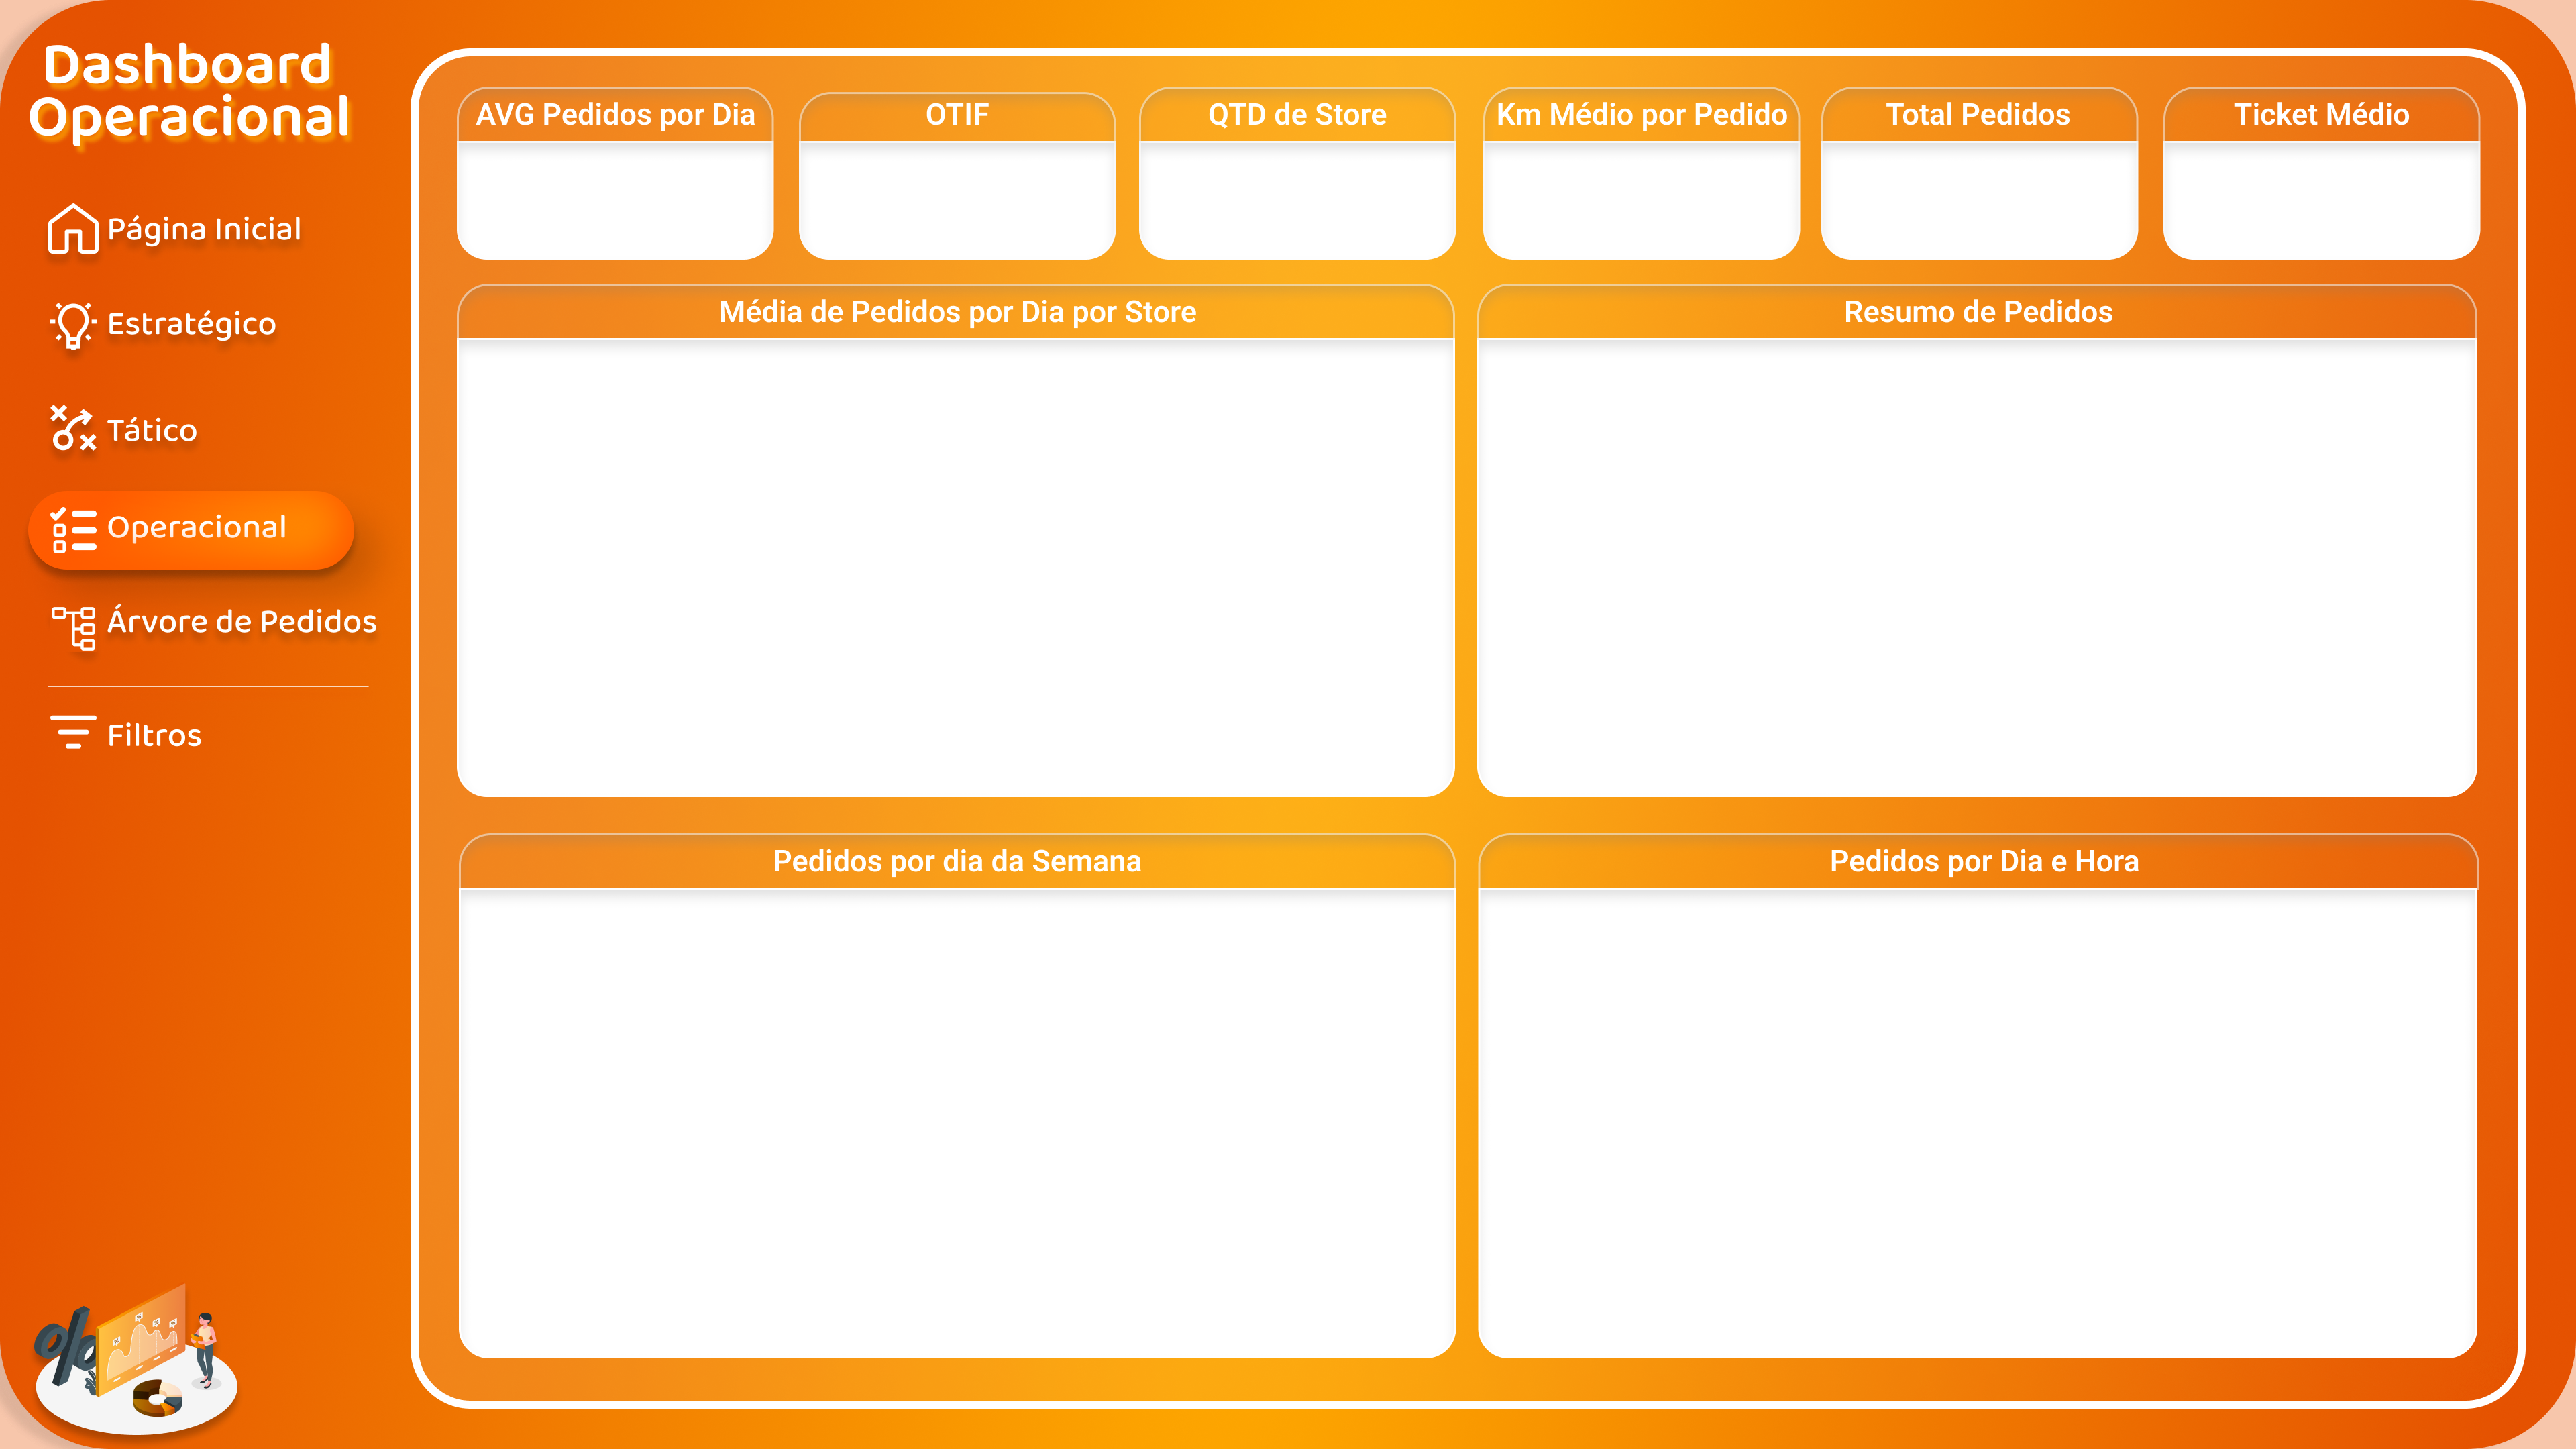 Dashboard
Operacional
Página Inicial
Estratégico
Tático
Operacional
Árvore de Pedidos
Filtros
AVG Pedidos por Dia
OTIF
QTD de Store
Km Médio por Pedido
Total Pedidos
Ticket Médio
Média de Pedidos por Dia por Store
Resumo de Pedidos
Pedidos por dia da Semana
Pedidos por Dia e Hora
%